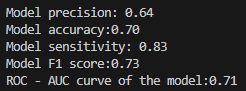 Model precision: 0.64
Model accuracy:0.70
Model sensitivity: 0.83
Model F1 score:0.73
ROC - AUC curve of the model:0.71